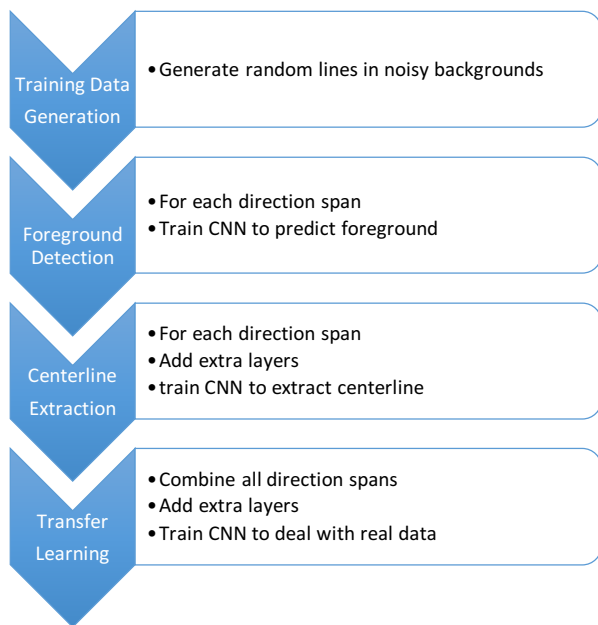 Training Data
Generation
•Generate random lines in noisy backgrounds
Foreground
Detection
•For each direction span
•Train CNN to predict foreground
Centerline
Extraction
•For each direction span
•Add extra layers
•train CNN to extract centerline
Transfer
Learning
•Combine all direction spans
•Add extra layers
•Train CNN to deal with real data